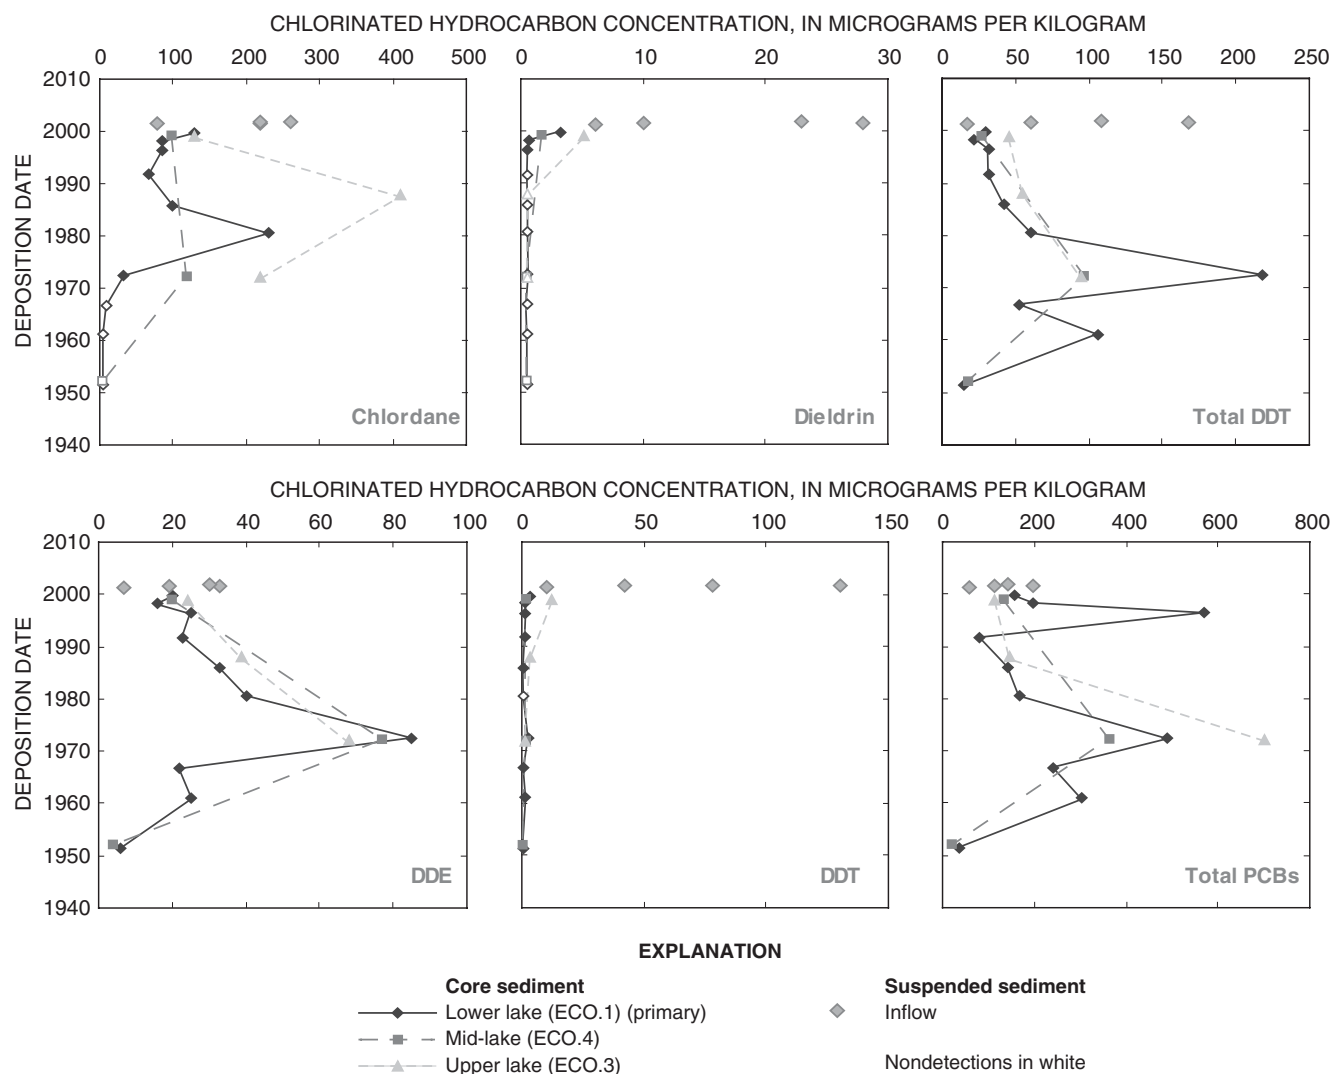 CHLORINATED HYDROCARBON CONCENTRATION, IN MICROGRAMS PER KILOGRAM
0 100 200 300 400 500 0 10 20 30 0 50 100 150 200 250
2010
2000
1990
1980
1970
1960
1950
1940
DEPOSITION DATE
Chlordane
Dieldrin
Total DDT
CHLORINATED HYDROCARBON CONCENTRATION, IN MICROGRAMS PER KILOGRAM
0 20 40 60 80 100 0 50 100 150 0 200 400 600 800
2010
2000
1990
1980
1970
1960
1950
1940
DEPOSITION DATE
DDE
DDT
Total PCBs
EXPLANATION
Core sediment
Lower lake (ECO.1) (primary)
Mid-lake (ECO.4)
Upper lake (ECO.3)
Suspended sediment
Inflow
Nondetections in white